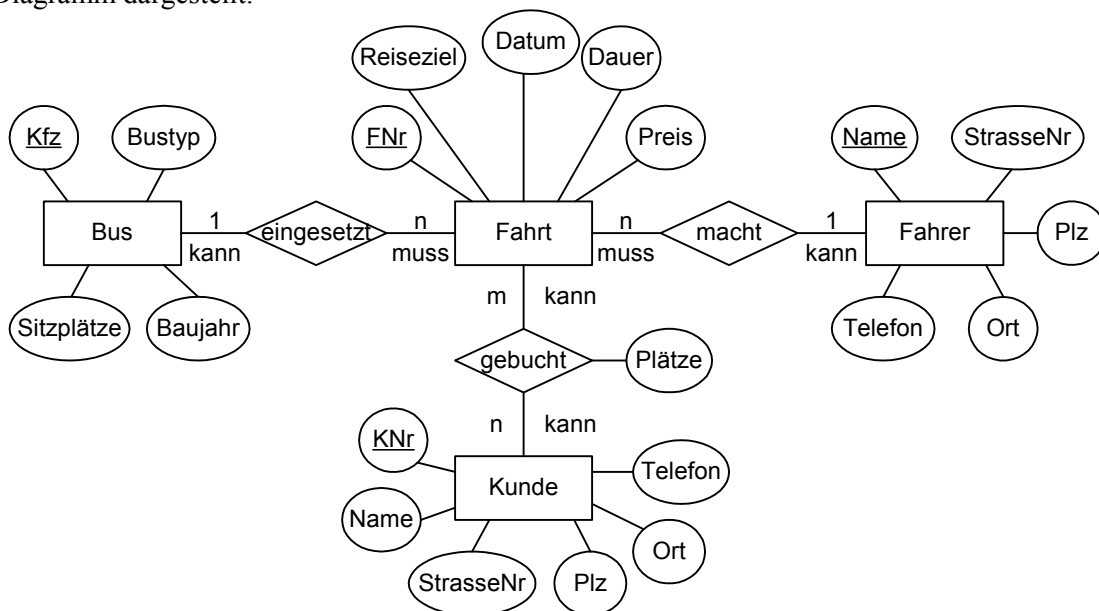 Diagramm dargestellt.
Reiseziel
Datum
Dauer
Kfz
Bustyp
FNr
Preis
Name
StrasseNr
Bus
1
kann
eingesetzt
n
muss
Fahrt
n
muss
macht
1
kann
Fahrer
Plz
Sitzplätze
Baujahr
m
kann
Telefon
Ort
gebucht
Plätze
n
kann
KNr
Telefon
Kunde
Name
Ort
StrasseNr
Plz